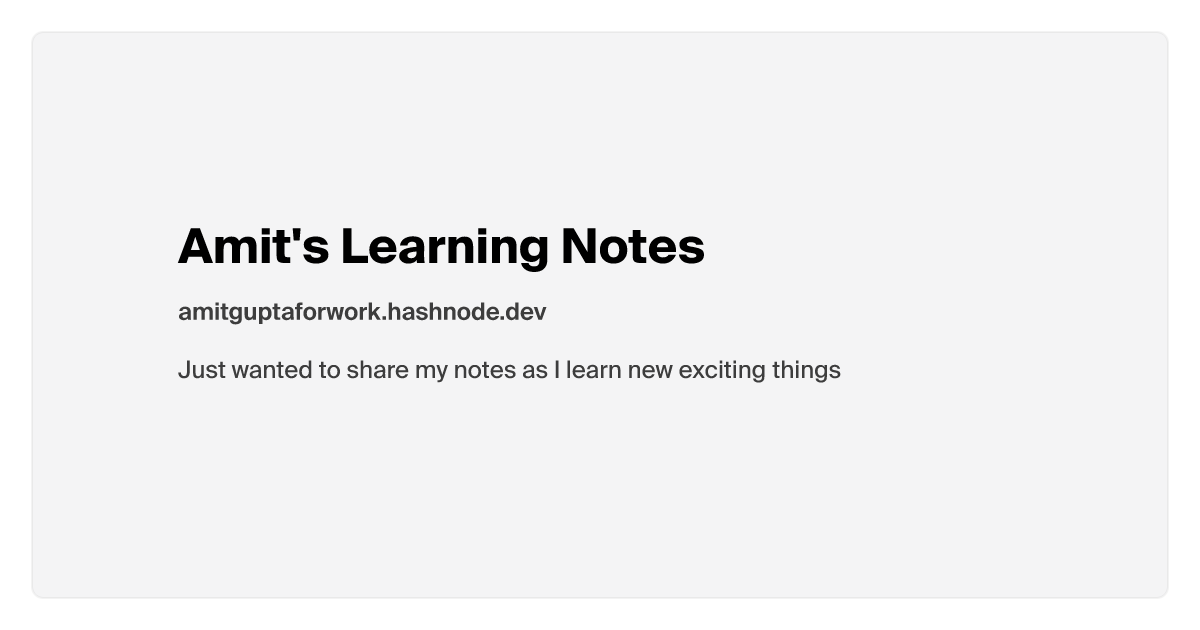 Amit's Learning Notes
amitguptaforwork.hashnode.dev
Just wanted to share my notes as I learn new exciting things